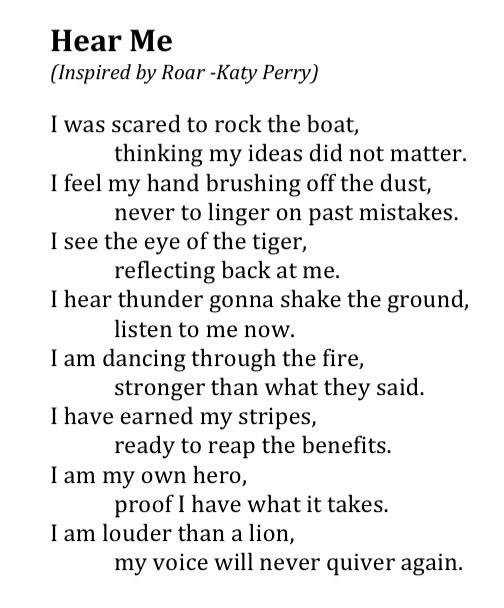 Hear Me
(Inspired by Roar -Katy Perry)
I was scared to rock the boat,
thinking my ideas did not matter.
I feel my hand brushing off the dust,
never to linger on past mistakes.
I see the eye of the tiger,
reflecting back at me.
I hear thunder gonna shake the ground,
listen to me now.
I am dancing through the fire,
stronger than what they said.
I have earned my stripes,
ready to reap the benefits.
I am my own hero,
proof I have what it takes.
I am louder than a lion,
my voice will never quiver again.